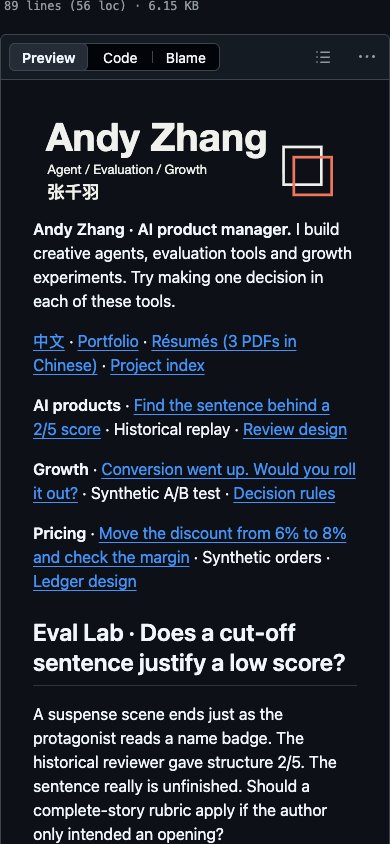 89 lines (56 loc) · 6.15 KB
Preview
Code
Blame
Andy Zhang
Agent / Evaluation / Growth
张千羽
Andy Zhang · AI product manager. I build
creative agents, evaluation tools and growth
experiments. Try making one decision in
each of these tools.
中文 · Portfolio · Résumés (3 PDFs in
Chinese) · Project index
AI products · Find the sentence behind a
2/5 score · Historical replay · Review design
Growth · Conversion went up. Would you roll
it out? · Synthetic A/B test · Decision rules
Pricing · Move the discount from 6% to 8%
and check the margin · Synthetic orders ·
Ledger design
Eval Lab · Does a cut-off
sentence justify a low score?
A suspense scene ends just as the
protagonist reads a name badge. The
historical reviewer gave structure 2/5. The
sentence really is unfinished. Should a
complete-story rubric apply if the author
only intended an opening?